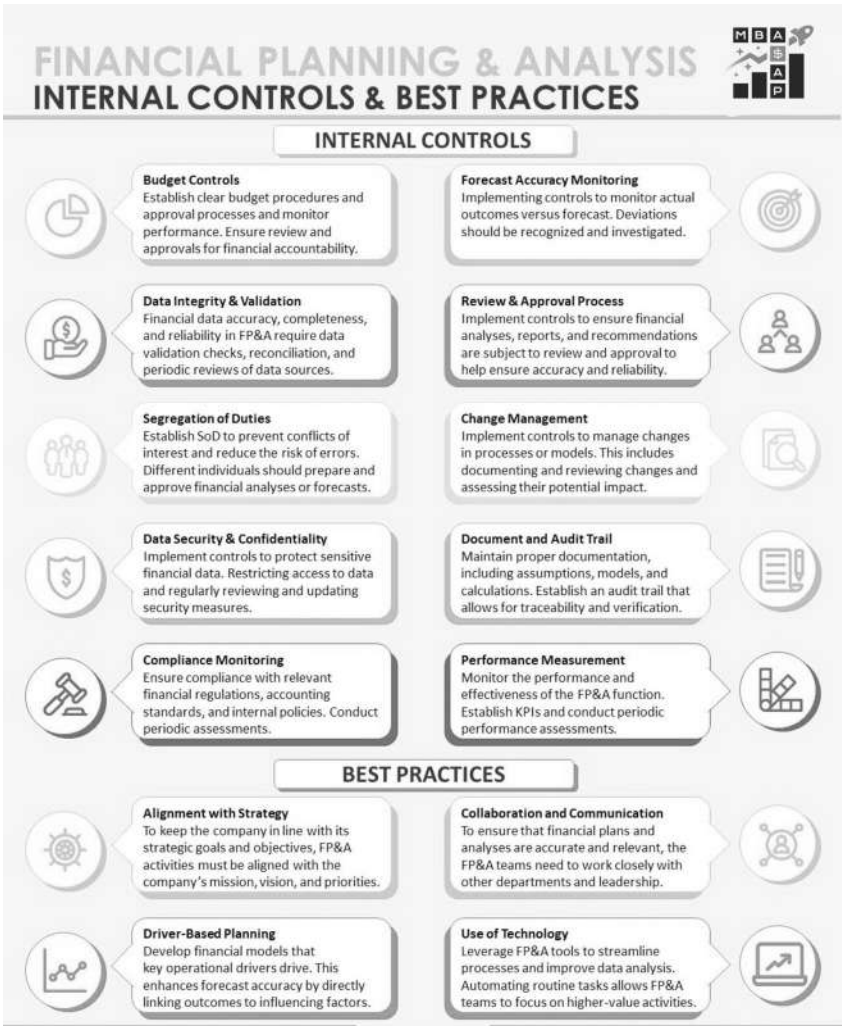 FINANCIAL PLANNING & ANALYSIS
INTERNAL CONTROLS & BEST PRACTICES
MBA
$
A
P
INTERNAL CONTROLS
Budget Controls
Establish clear budget procedures and
approval processes and monitor
performance. Ensure review and
approvals for financial accountability.
Forecast Accuracy Monitoring
Implementing controls to monitor actual
outcomes versus forecast. Deviations
should be recognized and investigated.
Data Integrity & Validation
Financial data accuracy, completeness,
and reliability in FP&A require data
validation checks, reconciliation, and
periodic reviews of data sources.
Review & Approval Process
Implement controls to ensure financial
analyses, reports, and recommendations
are subject to review and approval to
help ensure accuracy and reliability.
Segregation of Duties
Establish SoD to prevent conflicts of
interest and reduce the risk of errors.
Different individuals should prepare and
approve financial analyses or forecasts.
Change Management
Implement controls to manage changes
in processes or models. This includes
documenting and reviewing changes and
assessing their potential impact.
Data Security & Confidentiality
Implement controls to protect sensitive
financial data. Restricting access to data
and regularly reviewing and updating
security measures.
Document and Audit Trail
Maintain proper documentation,
including assumptions, models, and
calculations. Establish an audit trail that
allows for traceability and verification.
Compliance Monitoring
Ensure compliance with relevant
financial regulations, accounting
standards, and internal policies. Conduct
periodic assessments.
Performance Measurement
Monitor the performance and
effectiveness of the FP&A function.
Establish KPIs and conduct periodic
performance assessments.
BEST PRACTICES
Alignment with Strategy
To keep the company in line with its
strategic goals and objectives, FP&A
activities must be aligned with the
company's mission, vision, and priorities.
Collaboration and Communication
To ensure that financial plans and
analyses are accurate and relevant, the
FP&A teams need to work closely with
other departments and leadership.
Driver-Based Planning
Develop financial models that
key operational drivers drive. This
enhances forecast accuracy by directly
linking outcomes to influencing factors.
Use of Technology
Leverage FP&A tools to streamline
processes and improve data analysis.
Automating routine tasks allows FP&A
teams to focus on higher-value activities.